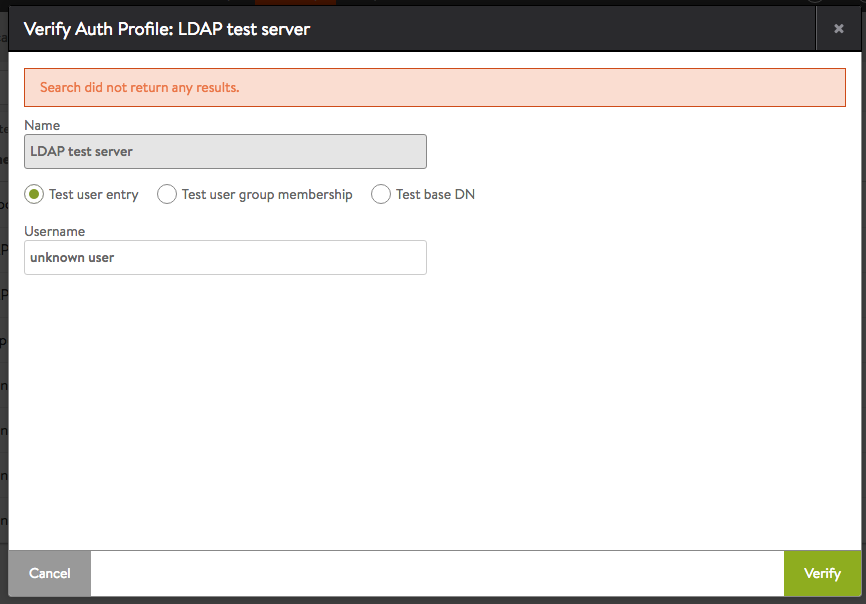 Verify Auth Profile: LDAP test server
Search did not return any results.
Name
LDAP test server
Test user entry Test user group membership Test base DN
Username
unknown user
Cancel Verify